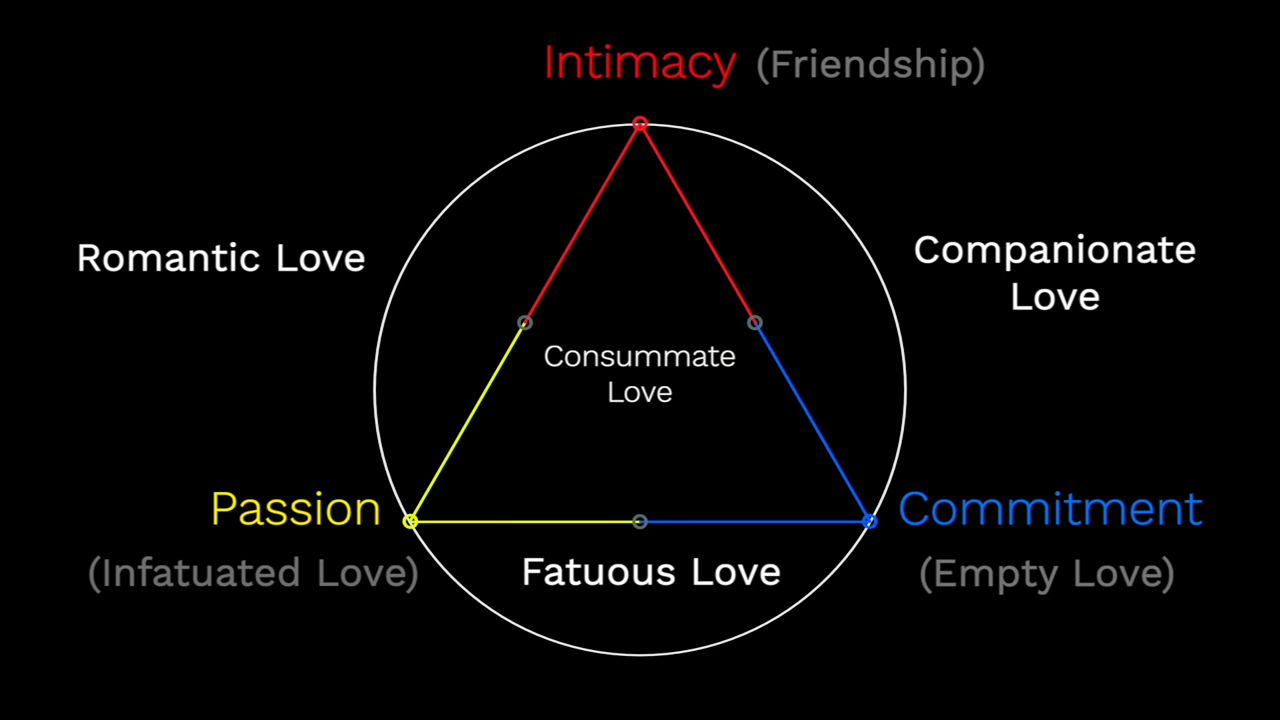 Intimacy (Friendship)
Romantic Love
Companionate
Love
Consummate
Love
Passion
(Infatuated Love)
Commitment
(Empty Love)
Fatuous Love